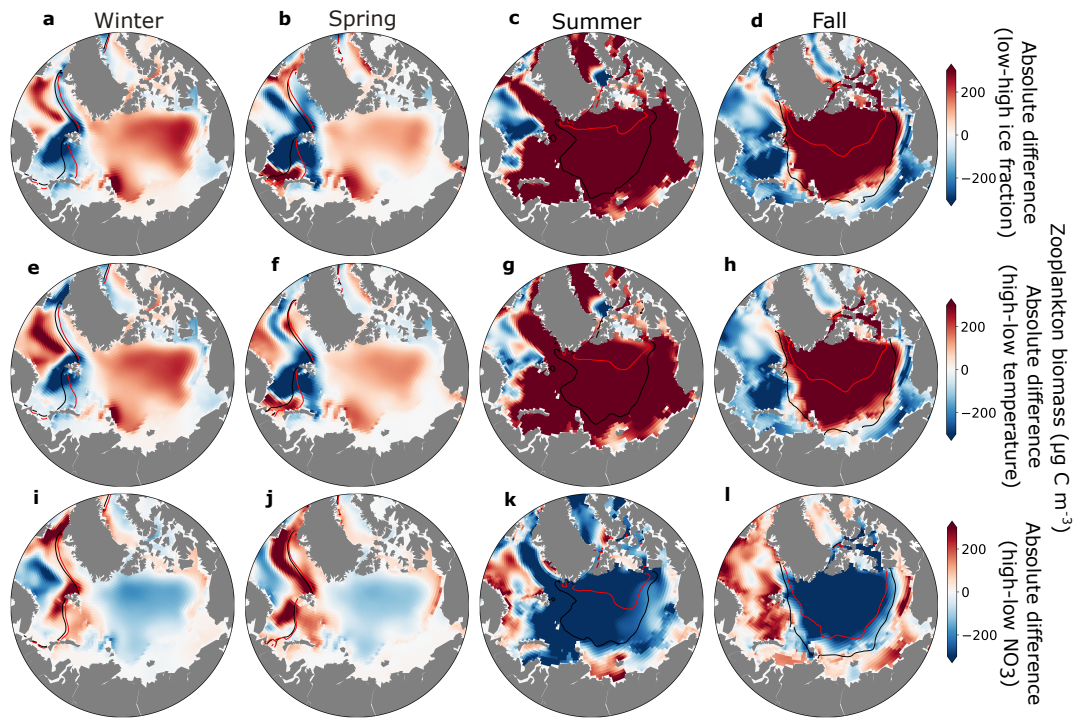 Winter
Spring
Summer
Fall
a
b
c
d
Absolute difference
(low-high ice fraction)
200
0
−200
e
f
g
h
Absolute difference
(high-low temperature)
200
0
−200
Zooplankton biomass (μg C m⁻³)
i
j
k
l
Absolute difference
(high-low NO3)
200
0
−200